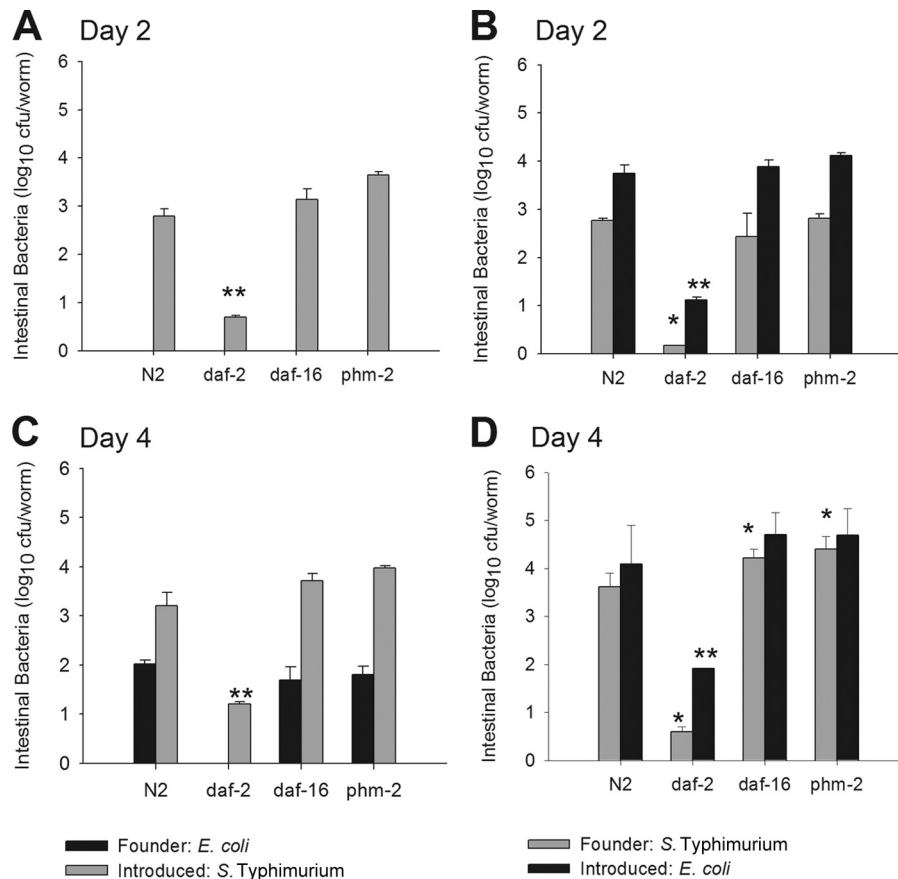 A Day 2
Intestinal Bacteria (log10 cfu/worm)
6
5
4
3
2
1
0
**
N2 daf-2 daf-16 phm-2
B Day 2
Intestinal Bacteria (log10 cfu/worm)
6
5
4
3
2
1
0
* **
N2 daf-2 daf-16 phm-2
C Day 4
Intestinal Bacteria (log10 cfu/worm)
6
5
4
3
2
1
0
**
N2 daf-2 daf-16 phm-2
Founder: E. coli
Introduced: S. Typhimurium
D Day 4
Intestinal Bacteria (log10 cfu/worm)
6
5
4
3
2
1
0
* ** * *
N2 daf-2 daf-16 phm-2
Founder: S. Typhimurium
Introduced: E. coli